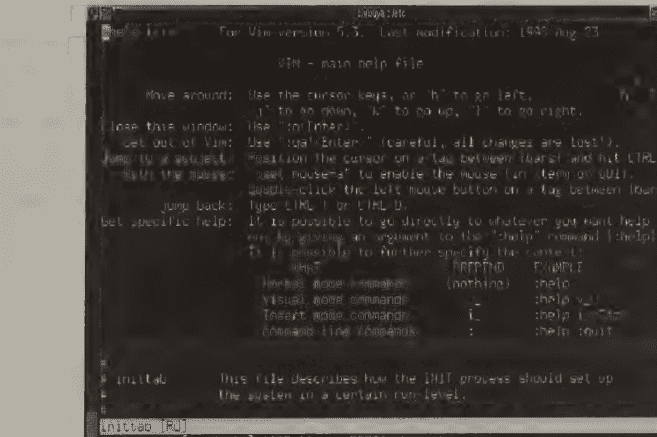 For Vim version 5.3. Last modification: 1998 Aug 23
VIM - main help file
Move around: Use the cursor keys, or "h" to go left,
"j" to go down, "k" to go up, "l" to go right.
lose this window: Use ":q<Enter>".
Get out of Vim: Use ":qa!<Enter>" (careful, all changes are lost!).
Position the cursor on a tag between |bars| and hit CTRL
With the mouse: ":set mouse=a" to enable the mouse (in xterm or GUI).
Double-click the left mouse button on a tag between |bar
jump back: Type CTRL-T or CTRL-O.
Get specific help: It is possible to go directly to whatever you want help
by giving an argument to the ":help" command |:help|
It is possible to further specify the context:
WHAT PREPEND EXAMPLE
Normal mode commands (nothing) :help
Visual mode commands v_ :help v_u
Insert mode commands i_ :help
Command-line commands : :help :quit
# inittab This file describes how the INIT process should set up
# the system in a certain run-level.
inittab [RO]